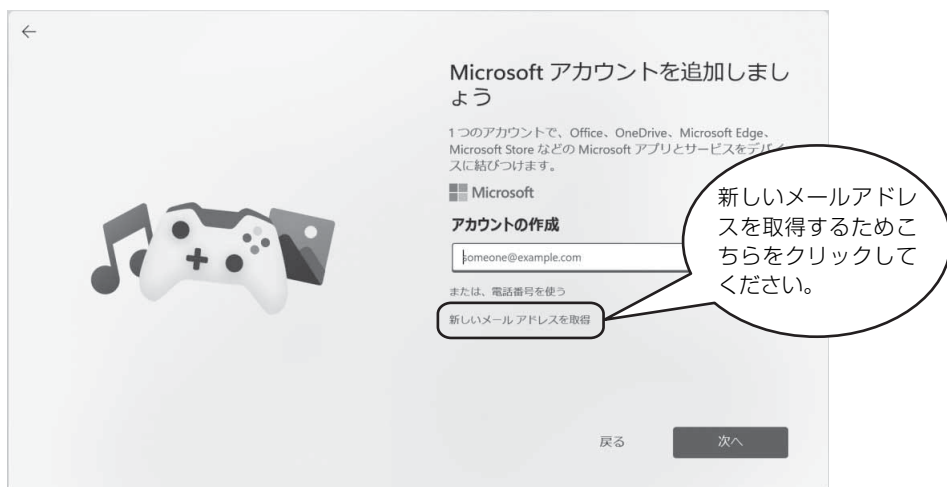 Microsoft アカウントを追加しまし
ょう
1 つのアカウントで、Office、OneDrive、Microsoft Edge、
Microsoft Store などの Microsoft アプリとサービスをデバイ
スに結びつけます。
Microsoft
アカウントの作成
someone@example.com
または、電話番号を使う
新しいメール アドレスを取得
新しいメールアドレ
スを取得するためこ
ちらをクリックして
ください。
戻る
次へ